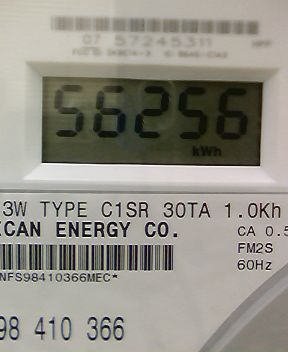 07 57245311
56256
kWh
3W TYPE C1SR 30TA 1.0Kh
ICAN ENERGY CO.
CA 0.5
FM2S
NFS98410366MEC*
60Hz
98 410 366